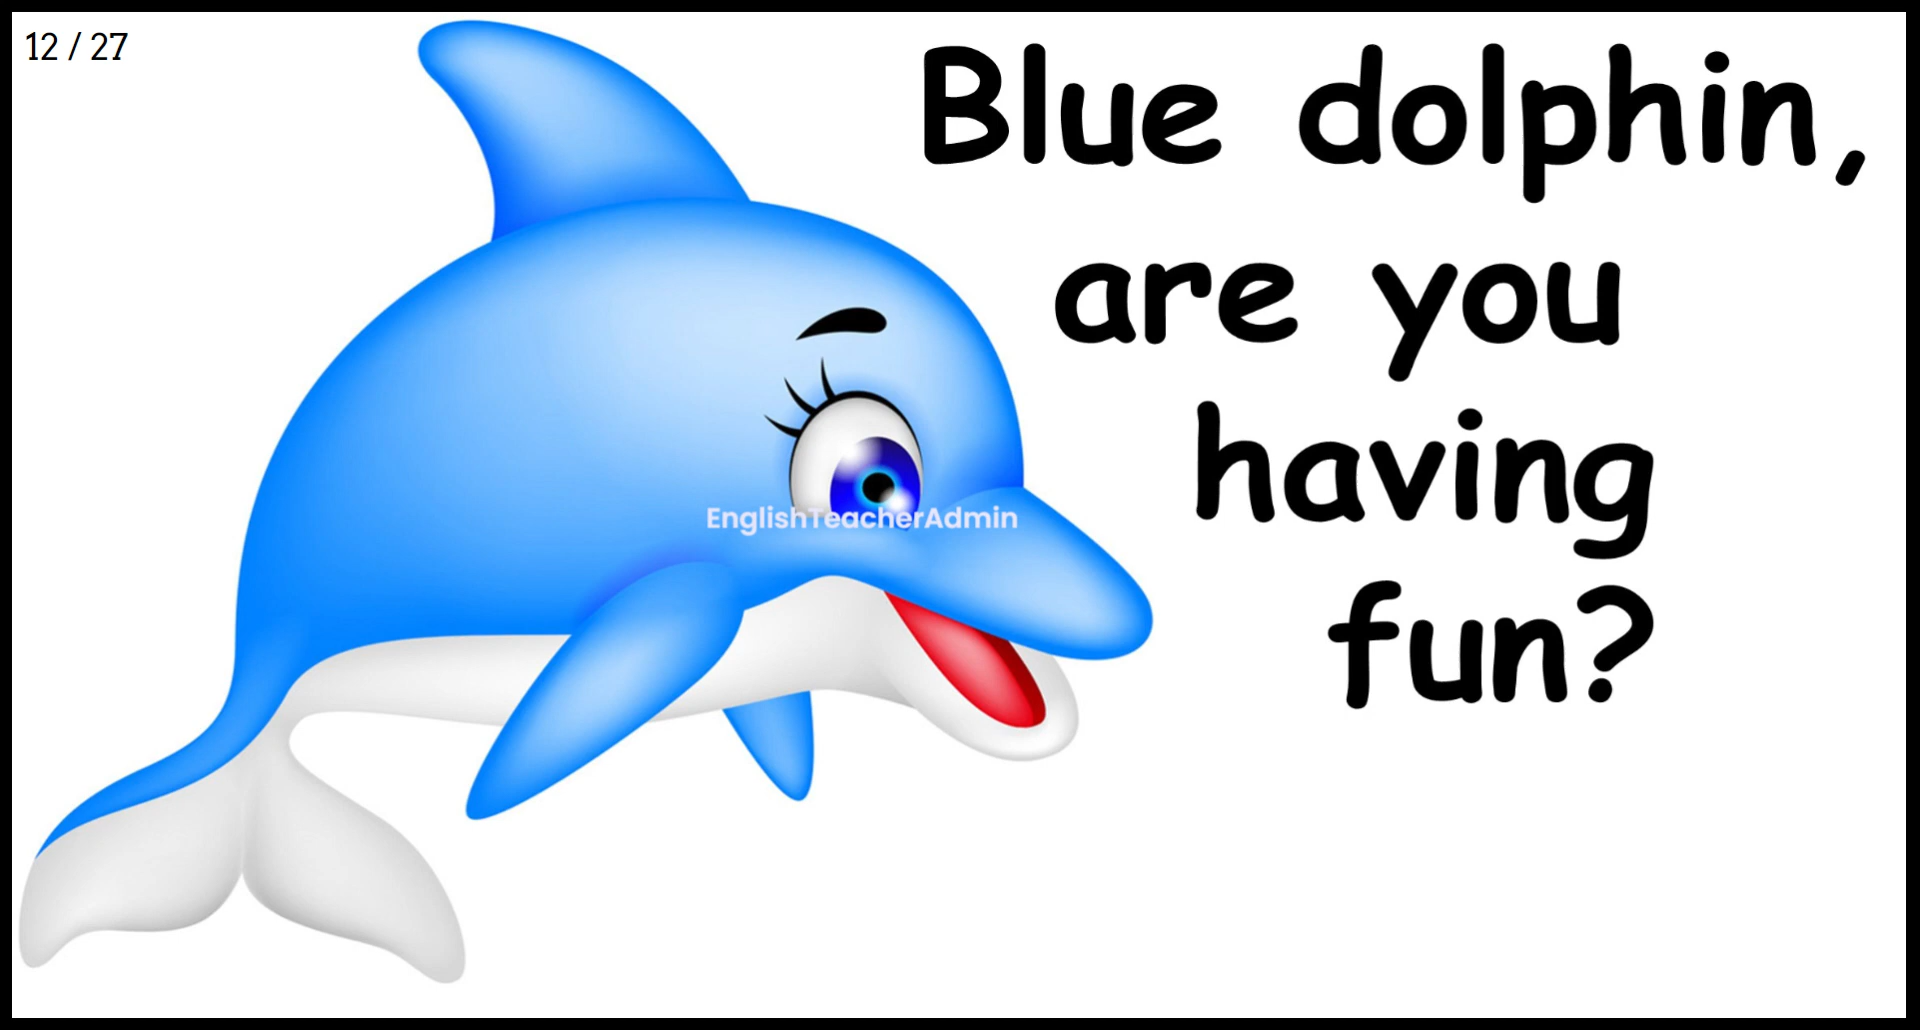 12 / 27
Blue dolphin,
are you
having
fun?
EnglishTeacherAdmin